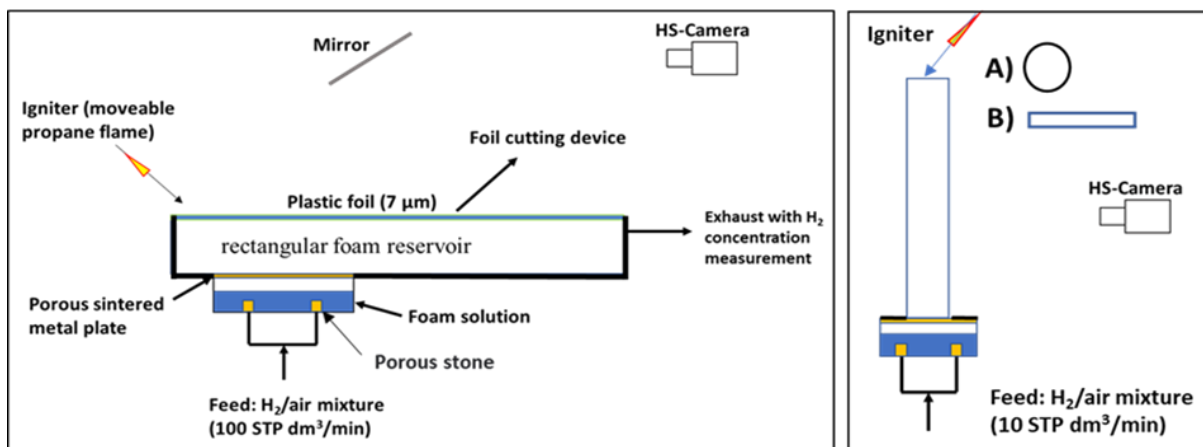 Mirror
HS-Camera
Igniter (moveable
propane flame)
Foil cutting device
Plastic foil (7 µm)
rectangular foam reservoir
Exhaust with H₂
concentration
measurement
Porous sintered
metal plate
Foam solution
Porous stone
Feed: H₂/air mixture
(100 STP dm³/min)
Igniter
A)
B)
HS-Camera
Feed: H₂/air mixture
(10 STP dm³/min)